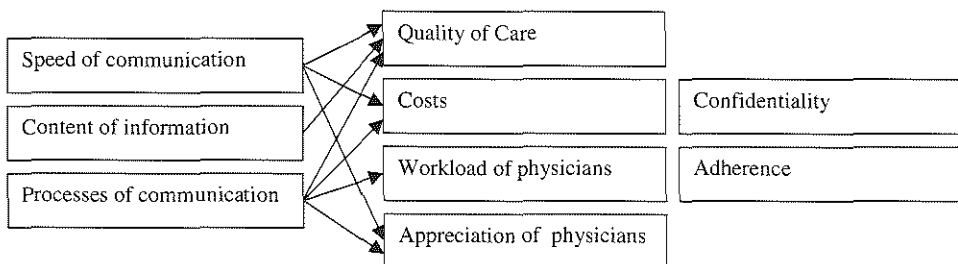 Speed of communication
Content of information
Processes of communication
Quality of Care
Costs
Workload of physicians
Appreciation of physicians
Confidentiality
Adherence